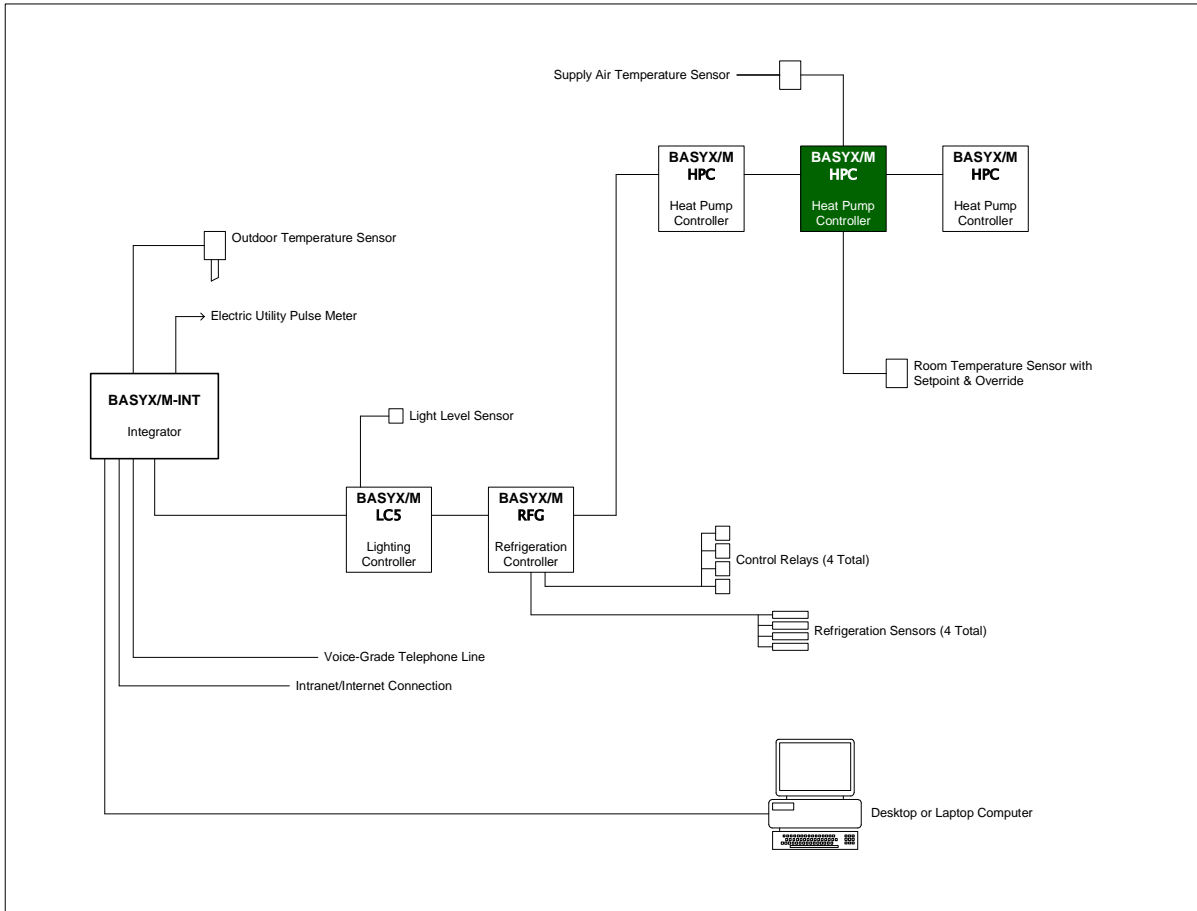 Supply Air Temperature Sensor
BASYX/M
HPC
Heat Pump
Controller
BASYX/M
HPC
Heat Pump
Controller
BASYX/M
HPC
Heat Pump
Controller
Outdoor Temperature Sensor
Electric Utility Pulse Meter
Room Temperature Sensor with
Setpoint & Override
BASYX/M-INT
Integrator
Light Level Sensor
BASYX/M
LC5
Lighting
Controller
BASYX/M
RFG
Refrigeration
Controller
Control Relays (4 Total)
Refrigeration Sensors (4 Total)
Voice-Grade Telephone Line
Intranet/Internet Connection
Desktop or Laptop Computer